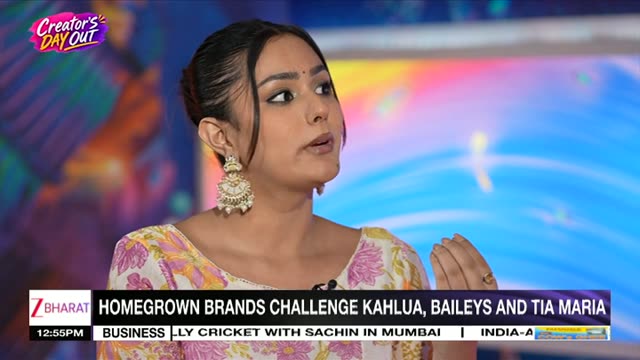 Creator's
DAY OUT
Z BHARAT HOMEGROWN BRANDS CHALLENGE KAHLUA, BAILEYS AND TIA MARIA
12:55PM BUSINESS LLY CRICKET WITH SACHIN IN MUMBAI | INDIA-A